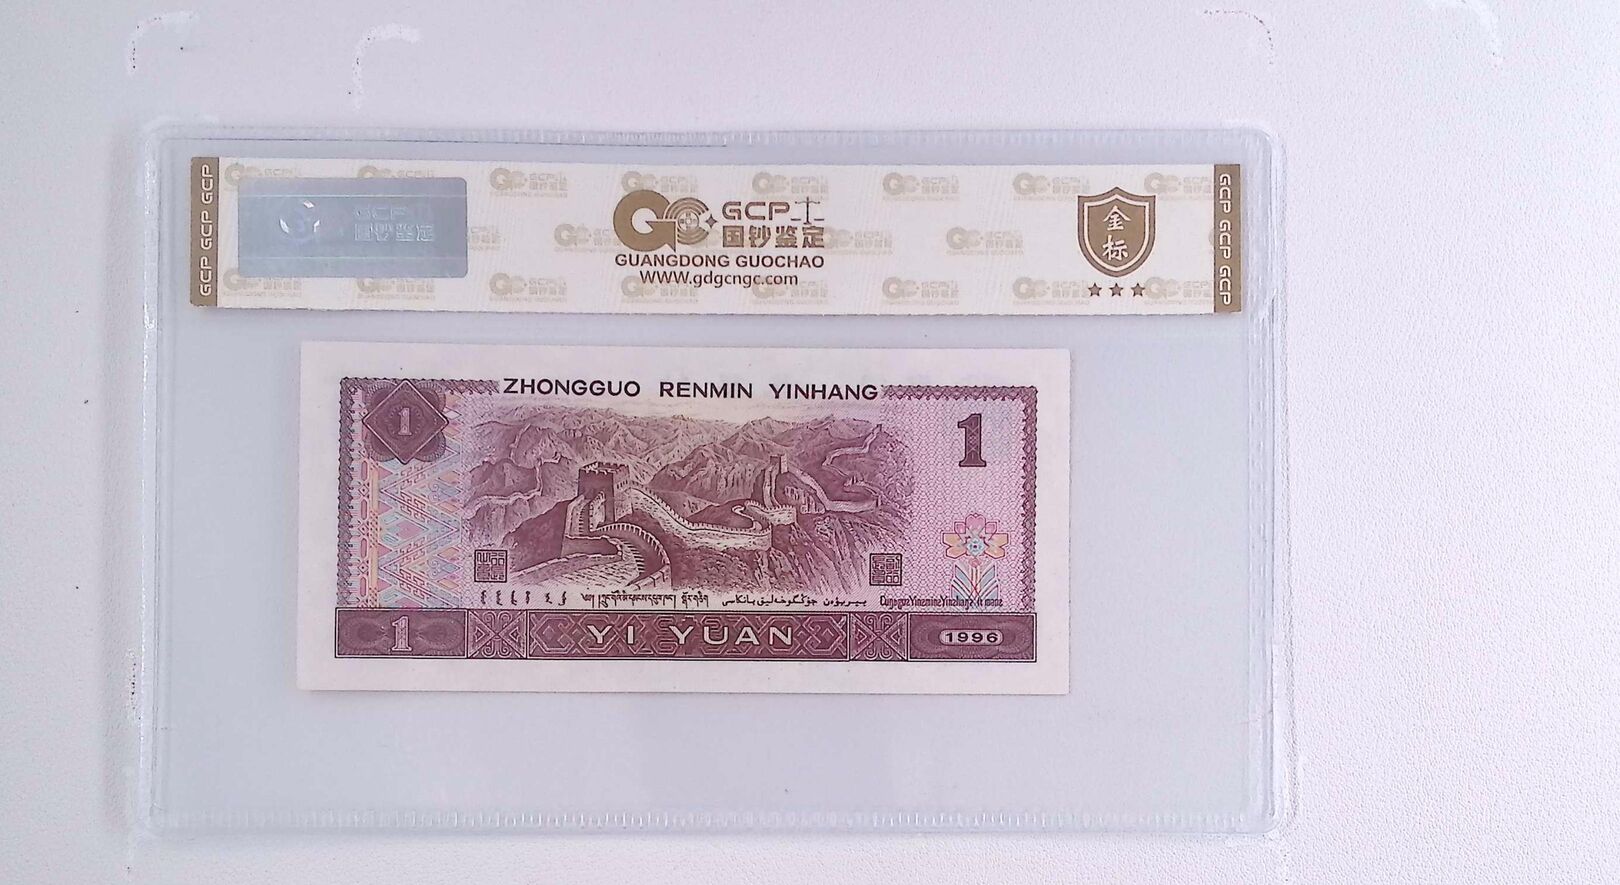 GCP GCP GCP
GCP
国钞鉴定
GCP
国钞鉴定
GUANGDONG GUOCHAO
WWW.gdgcngc.com
金标
GCP GCP GCP
ZHONGGUO RENMIN YINHANG
1
1
1
YI YUAN
1996